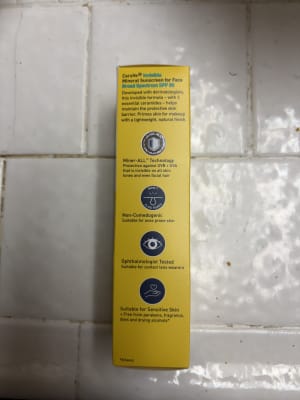 CeraVe® Invisible
Mineral Sunscreen for Face
Broad Spectrum SPF 50
Developed with dermatologists,
this invisible formula – with 3
essential ceramides – helps
maintain the protective skin
barrier. Primes skin for makeup
with a lightweight, natural finish.
Miner-ALL™ Technology
Protection against UVB + UVA
that is invisible on all skin
tones and even facial hair
Non-Comedogenic
Suitable for acne prone skin
Ophthalmologist Tested
Suitable for contact lens wearers
Suitable for Sensitive Skin
+ Free from parabens, fragrance,
dyes and drying alcohols*